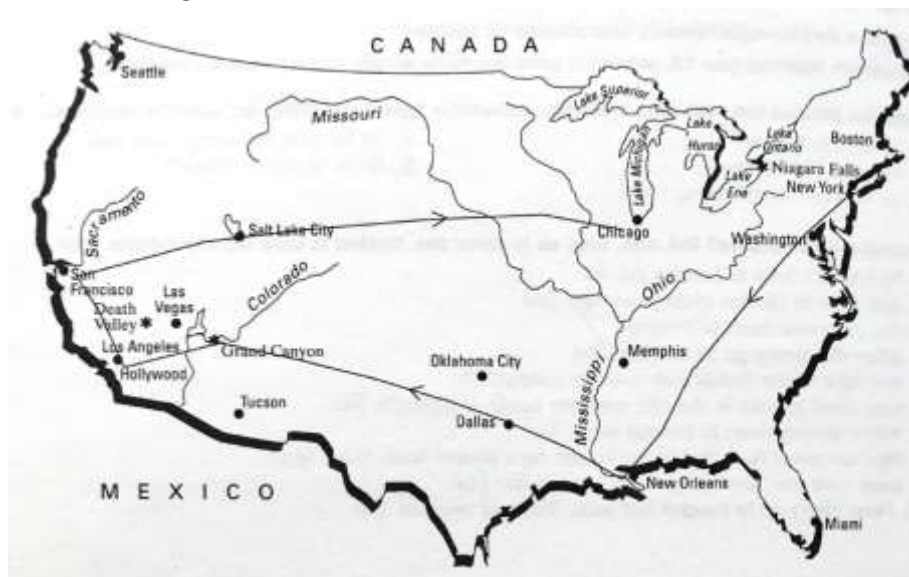 CANADA
Seattle
Missouri
Lake Superior
Lake
Huron
Lake Michigan
Lake
Ontario
Boston
Niagara Falls
Lake
Erie
New York
Sacramento
Salt Lake City
Chicago
Washington
San
Francisco
Las
Vegas
Colorado
Ohio
Death
Valley
Los Angeles
Grand Canyon
Hollywood
Oklahoma City
Memphis
Mississippi
Tucson
Dallas
MEXICO
New Orleans
Miami